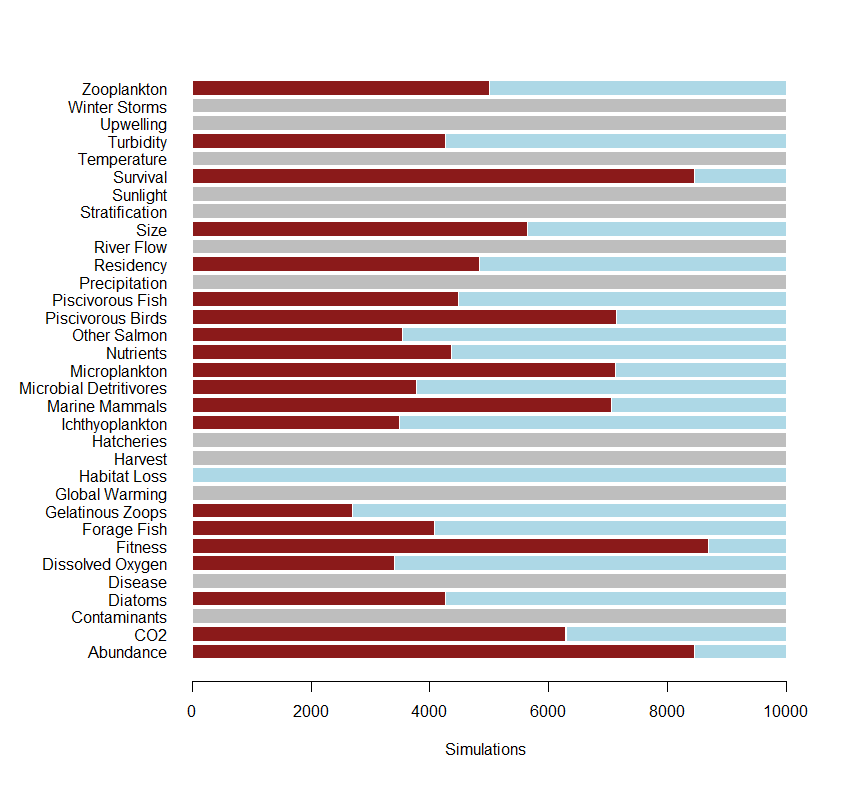 Zooplankton
Winter Storms
Upwelling
Turbidity
Temperature
Survival
Sunlight
Stratification
Size
River Flow
Residency
Precipitation
Piscivorous Fish
Piscivorous Birds
Other Salmon
Nutrients
Microplankton
Microbial Detritivores
Marine Mammals
Ichthyoplankton
Hatcheries
Harvest
Habitat Loss
Global Warming
Gelatinous Zoops
Forage Fish
Fitness
Dissolved Oxygen
Disease
Diatoms
Contaminants
CO2
Abundance
0 2000 4000 6000 8000 10000
Simulations